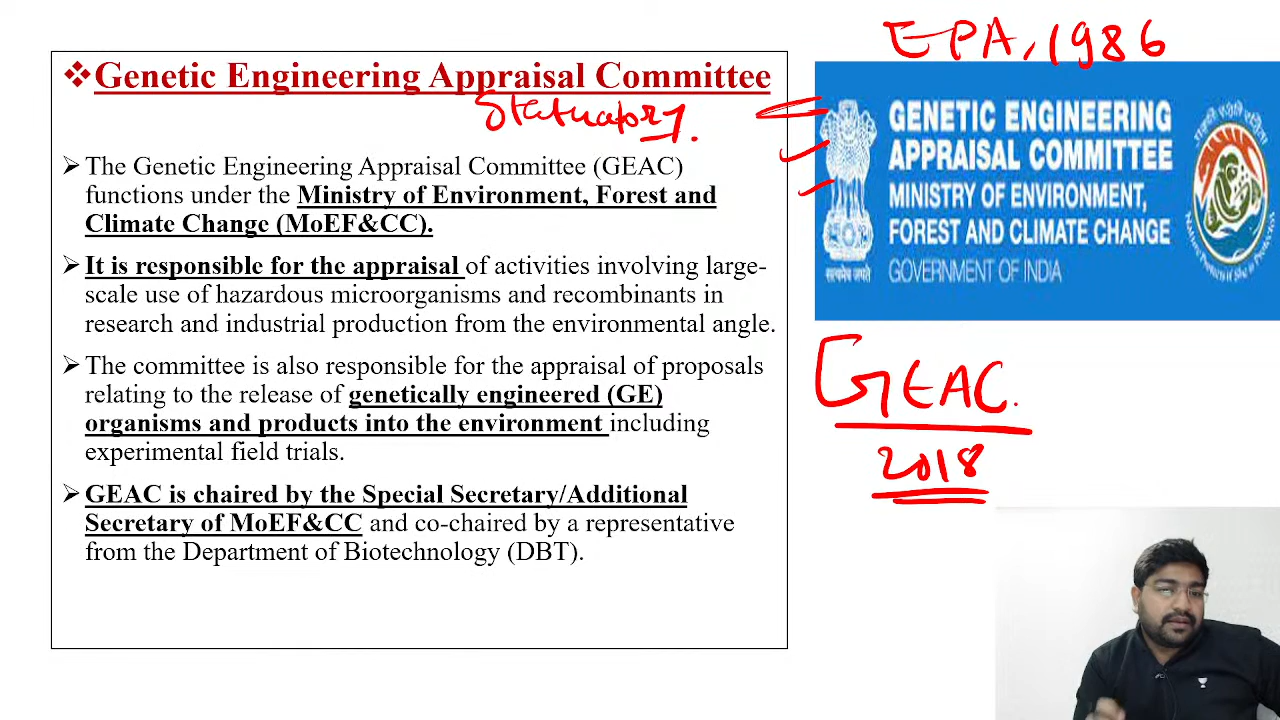 EPA, 1986
❖Genetic Engineering Appraisal Committee
Statuatory.
➢ The Genetic Engineering Appraisal Committee (GEAC)
functions under the Ministry of Environment, Forest and
Climate Change (MoEF&CC).
➢ It is responsible for the appraisal of activities involving large-
scale use of hazardous microorganisms and recombinants in
research and industrial production from the environmental angle.
➢ The committee is also responsible for the appraisal of proposals
relating to the release of genetically engineered (GE)
organisms and products into the environment including
experimental field trials.
➢ GEAC is chaired by the Special Secretary/Additional
Secretary of MoEF&CC and co-chaired by a representative
from the Department of Biotechnology (DBT).
GENETIC ENGINEERING
APPRAISAL COMMITTEE
MINISTRY OF ENVIRONMENT,
FOREST AND CLIMATE CHANGE
GOVERNMENT OF INDIA
सत्यमेव जयते
GEAC.
2018